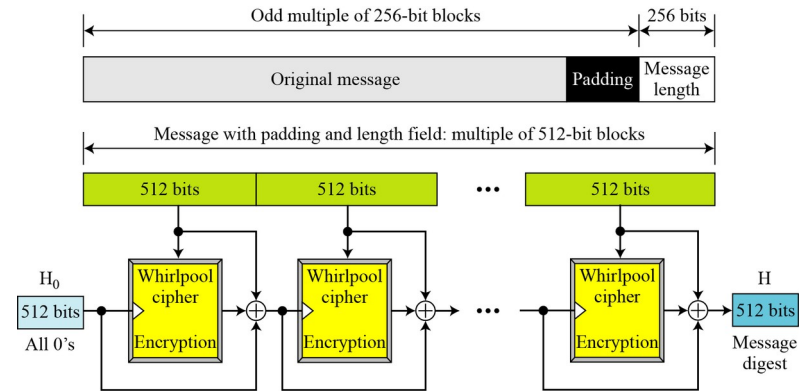 Odd multiple of 256-bit blocks
256 bits
Original message
Padding
Message
length
Message with padding and length field: multiple of 512-bit blocks
512 bits
512 bits
•••
512 bits
H0
512 bits
All 0's
Whirlpool
cipher
Encryption
Whirlpool
cipher
Encryption
•••
Whirlpool
cipher
Encryption
H
512 bits
Message
digest